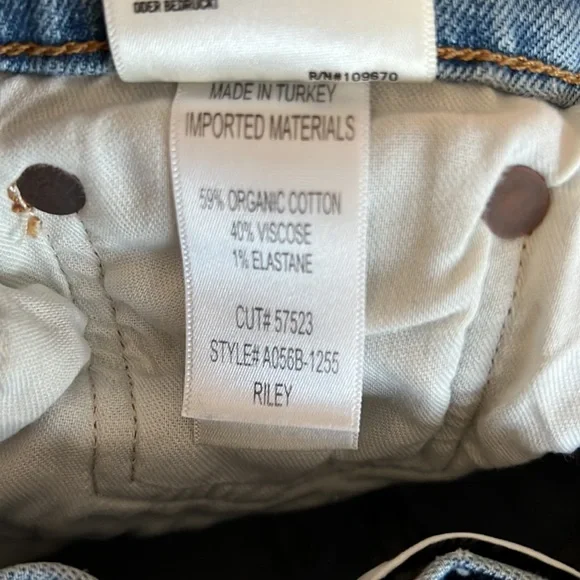 ODER BEDRUCKT
R/N#109670
MADE IN TURKEY
IMPORTED MATERIALS
59% ORGANIC COTTON
40% VISCOSE
1% ELASTANE
CUT# 57523
STYLE# A056B-1255
RILEY